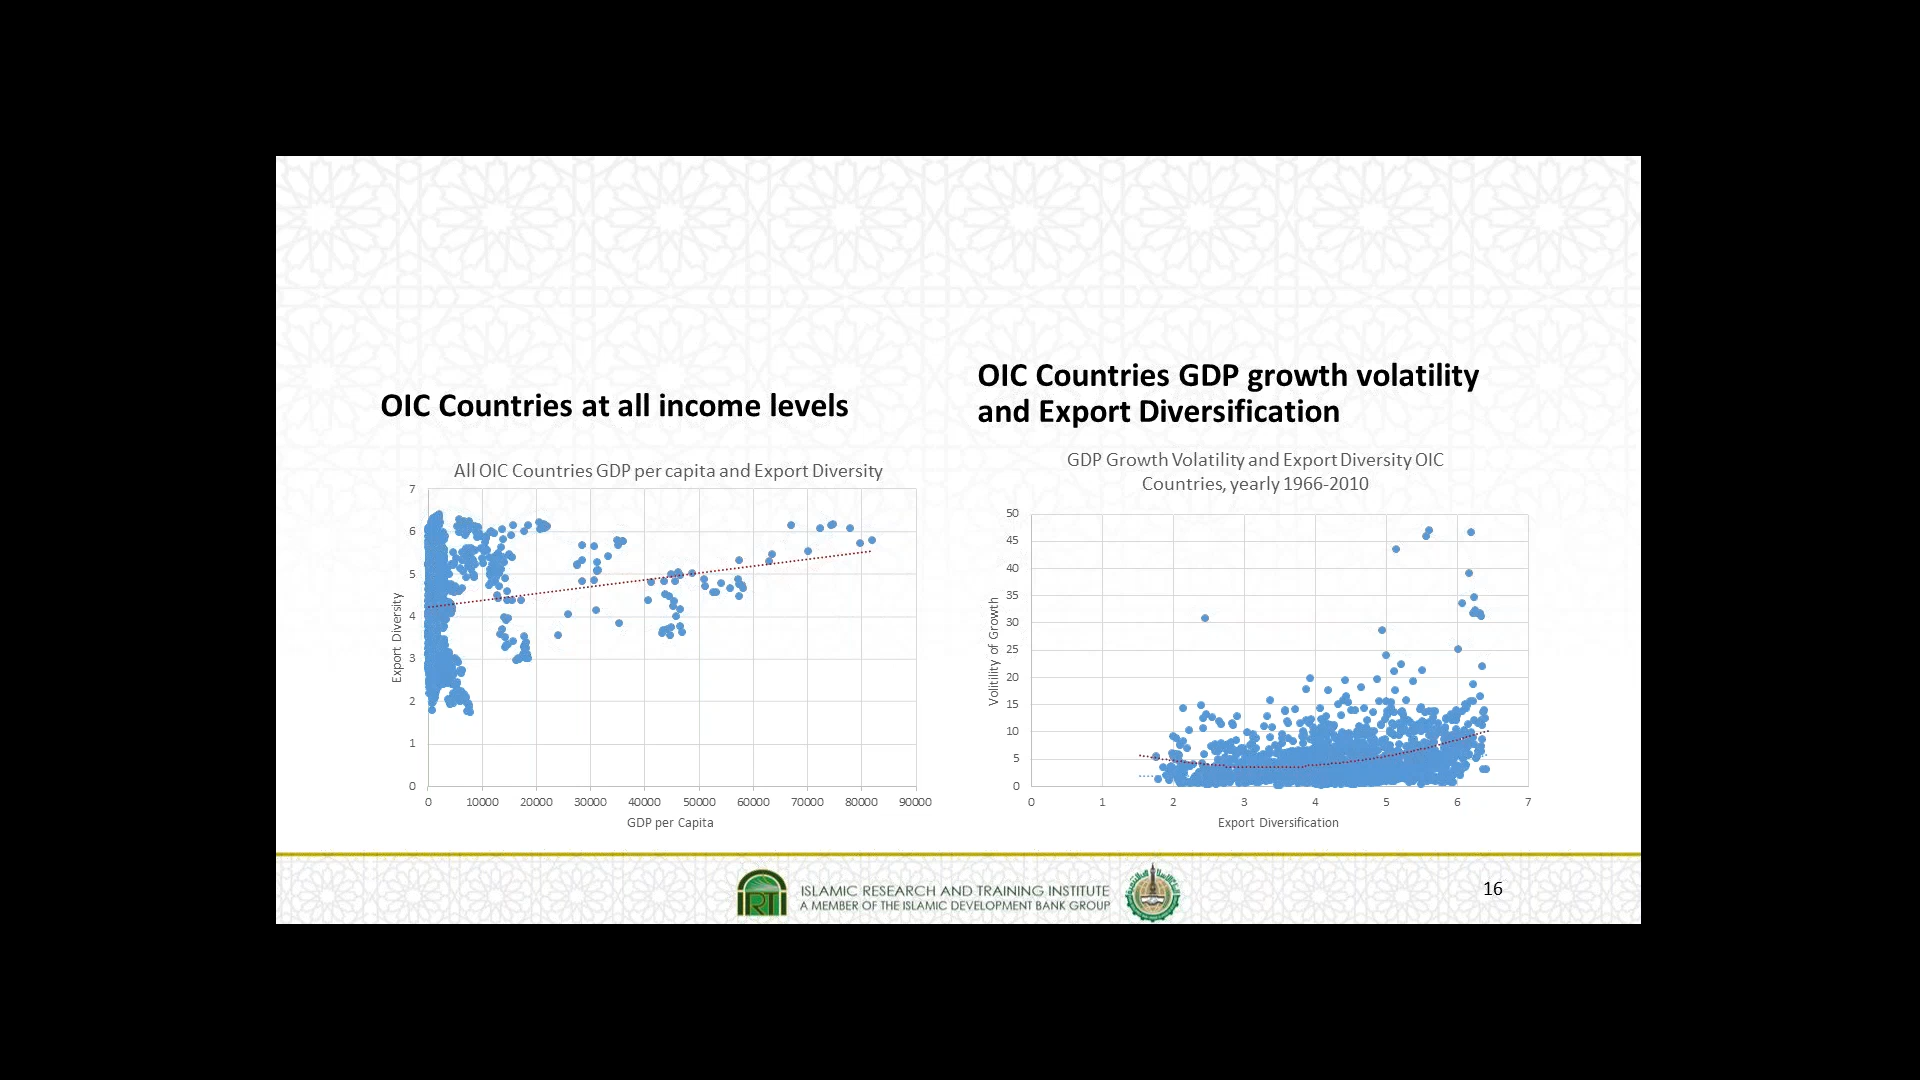 OIC Countries at all income levels
All OIC Countries GDP per capita and Export Diversity
Export Diversity
7
6
5
4
3
2
1
0
0 10000 20000 30000 40000 50000 60000 70000 80000 90000
GDP per Capita
OIC Countries GDP growth volatility
and Export Diversification
GDP Growth Volatility and Export Diversity OIC
Countries, yearly 1966-2010
Volitility of Growth
50
45
40
35
30
25
20
15
10
5
0
0 1 2 3 4 5 6 7
Export Diversification
IRTI
ISLAMIC RESEARCH AND TRAINING INSTITUTE
A MEMBER OF THE ISLAMIC DEVELOPMENT BANK GROUP
16